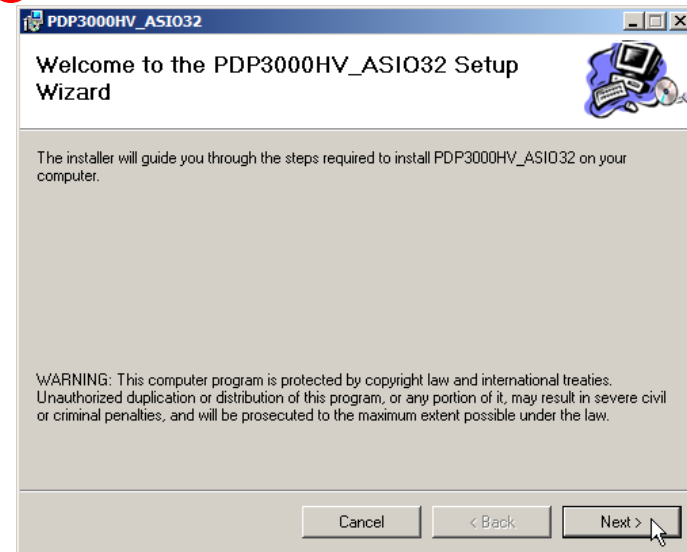 PDP3000HV_ASIO32
Welcome to the PDP3000HV_ASIO32 Setup
Wizard
The installer will guide you through the steps required to install PDP3000HV_ASIO32 on your
computer.
WARNING: This computer program is protected by copyright law and international treaties.
Unauthorized duplication or distribution of this program, or any portion of it, may result in severe civil
or criminal penalties, and will be prosecuted to the maximum extent possible under the law.
Cancel
< Back
Next >